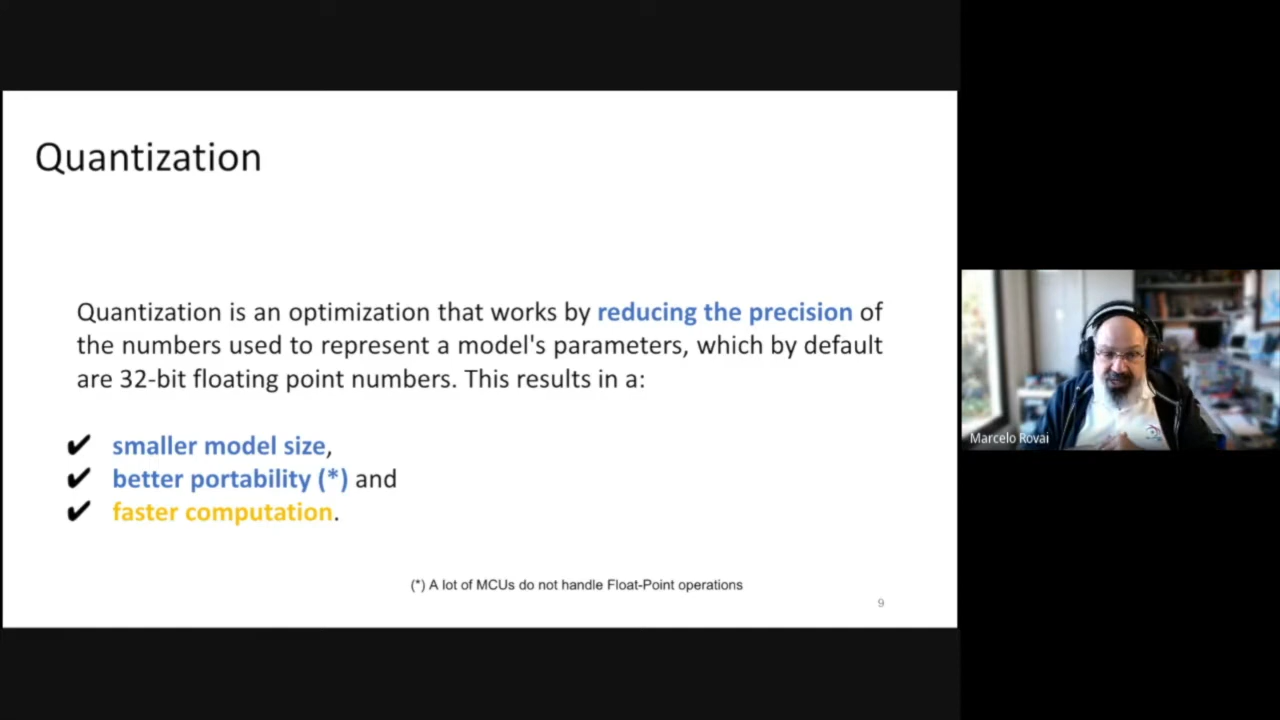 Quantization
Quantization is an optimization that works by reducing the precision of
the numbers used to represent a model's parameters, which by default
are 32-bit floating point numbers. This results in a:
✔ smaller model size,
✔ better portability (*) and
✔ faster computation.
(*) A lot of MCUs do not handle Float-Point operations
9
Marcelo Rovai